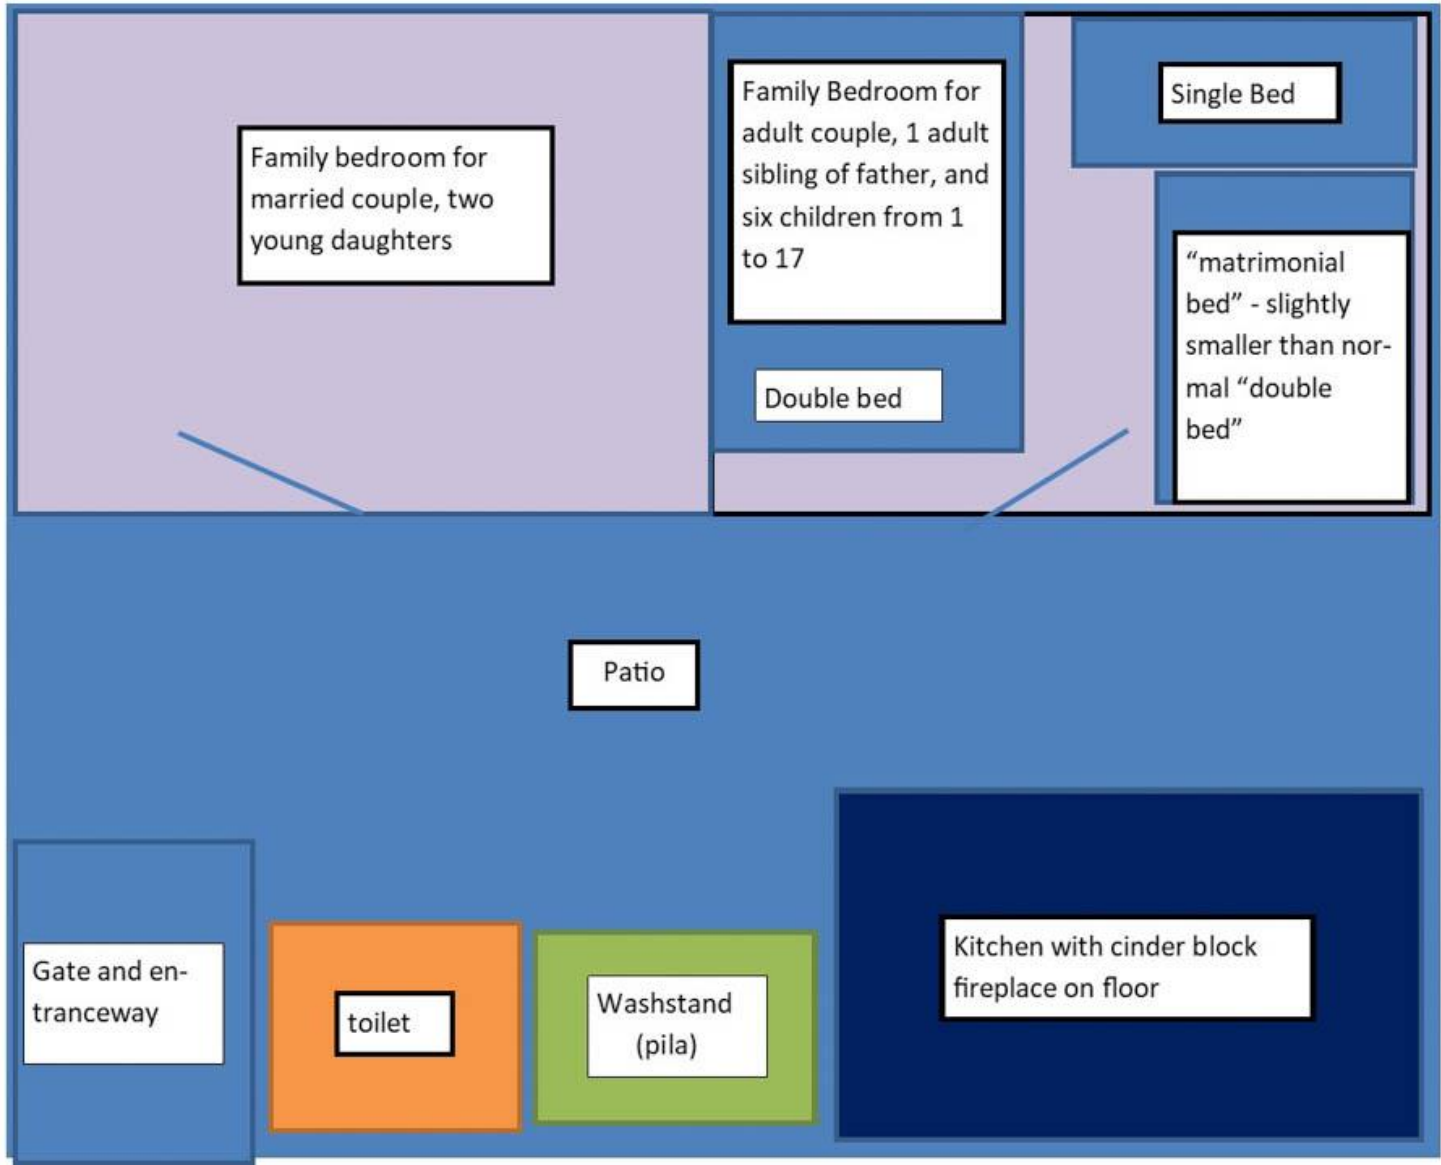 Family bedroom for
married couple, two
young daughters
Family Bedroom for
adult couple, 1 adult
sibling of father, and
six children from 1
to 17
Double bed
Single Bed
“matrimonial
bed” - slightly
smaller than nor-
mal “double
bed”
Patio
Gate and en-
tranceway
toilet
Washstand
(pila)
Kitchen with cinder block
fireplace on floor